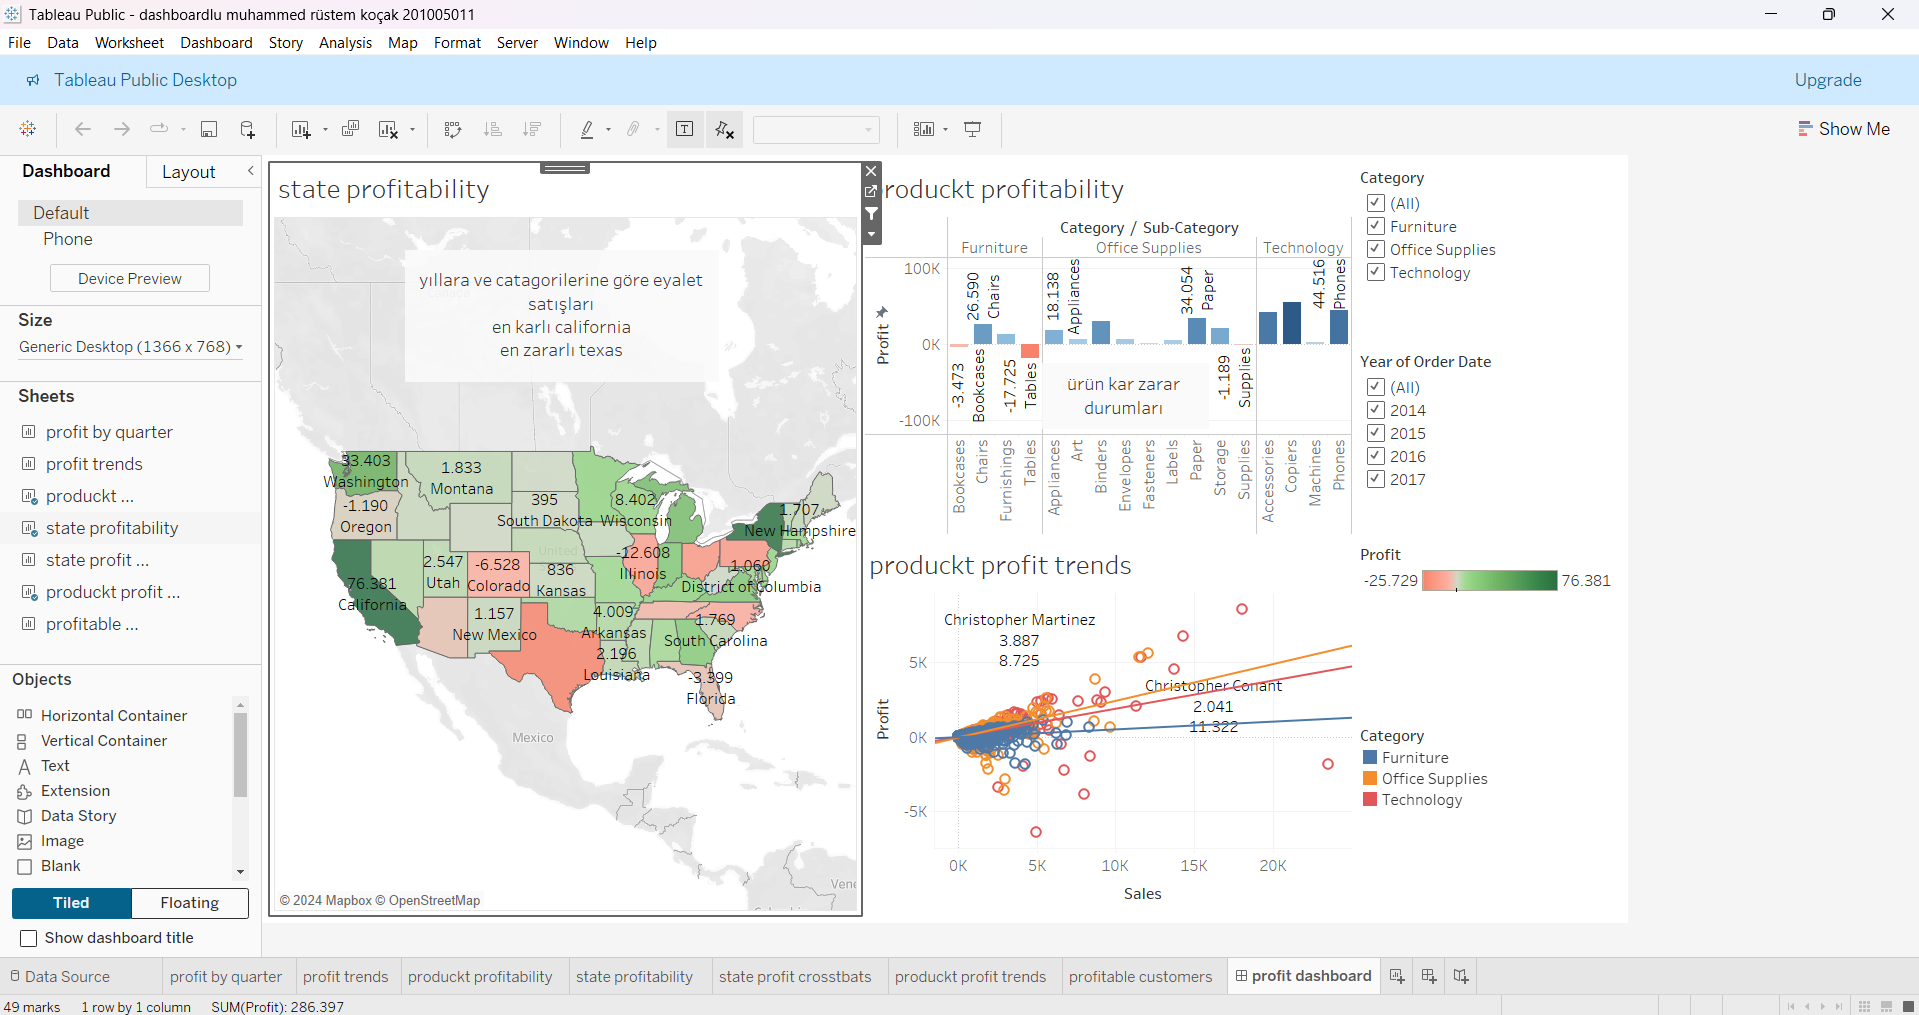 Tableau Public - dashboardlu muhammed rüstem koçak 201005011
File Data Worksheet Dashboard Story Analysis Map Format Server Window Help
Tableau Public Desktop
Upgrade
Show Me
Dashboard
Layout
Default
Phone
Device Preview
Size
Generic Desktop (1366 x 768)
Sheets
profit by quarter
profit trends
produckt ...
state profitability
state profit ...
produckt profit ...
profitable ...
Objects
Horizontal Container
Vertical Container
Text
Extension
Data Story
Image
Blank
Tiled
Floating
Show dashboard title
state profitability
yıllara ve catagorilerine göre eyalet
satışları
en karlı california
en zararlı texas
33.403
Washington
1.833
Montana
-1.190
Oregon
395
South Dakota
8.402
Wisconsin
1.707
New Hampshire
United
2.547
Utah
-6.528
Colorado
836
Kansas
-12.608
Illinois
1.060
District of Columbia
76.381
California
1.157
New Mexico
4.009
Arkansas
1.769
South Carolina
2.196
Louisiana
-3.399
Florida
Mexico
Vene
© 2024 Mapbox © OpenStreetMap
roduckt profitability
Category / Sub-Category
Furniture
Office Supplies
Technology
100K
0K
-100K
Profit
-3.473
Bookcases
26.590
Chairs
-17.725
Tables
18.138
Appliances
34.054
Paper
-1.189
Supplies
44.516
Phones
ürün kar zarar
durumları
Bookcases
Chairs
Furnishings
Tables
Appliances
Art
Binders
Envelopes
Fasteners
Labels
Paper
Storage
Supplies
Accessories
Copiers
Machines
Phones
produckt profit trends
Christopher Martinez
3.887
8.725
Christopher Conant
2.041
11.322
5K
0K
-5K
Profit
0K 5K 10K 15K 20K
Sales
Category
(All)
Furniture
Office Supplies
Technology
Year of Order Date
(All)
2014
2015
2016
2017
Profit
-25.729 76.381
Category
Furniture
Office Supplies
Technology
Data Source
profit by quarter
profit trends
produckt profitability
state profitability
state profit crosstbats
produckt profit trends
profitable customers
profit dashboard
49 marks 1 row by 1 column SUM(Profit): 286.397